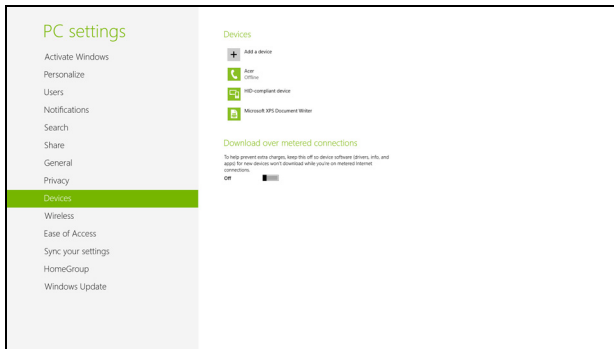 PC settings
Activate Windows
Personalize
Users
Notifications
Search
Share
General
Privacy
Devices
Wireless
Ease of Access
Sync your settings
HomeGroup
Windows Update
Devices
Add a device
Acer
Offline
HID-compliant device
Microsoft XPS Document Writer
Download over metered connections
To help prevent extra charges, keep this off so device software (drivers, info, and
apps) for new devices won't download while you're on metered Internet
connections.
Off